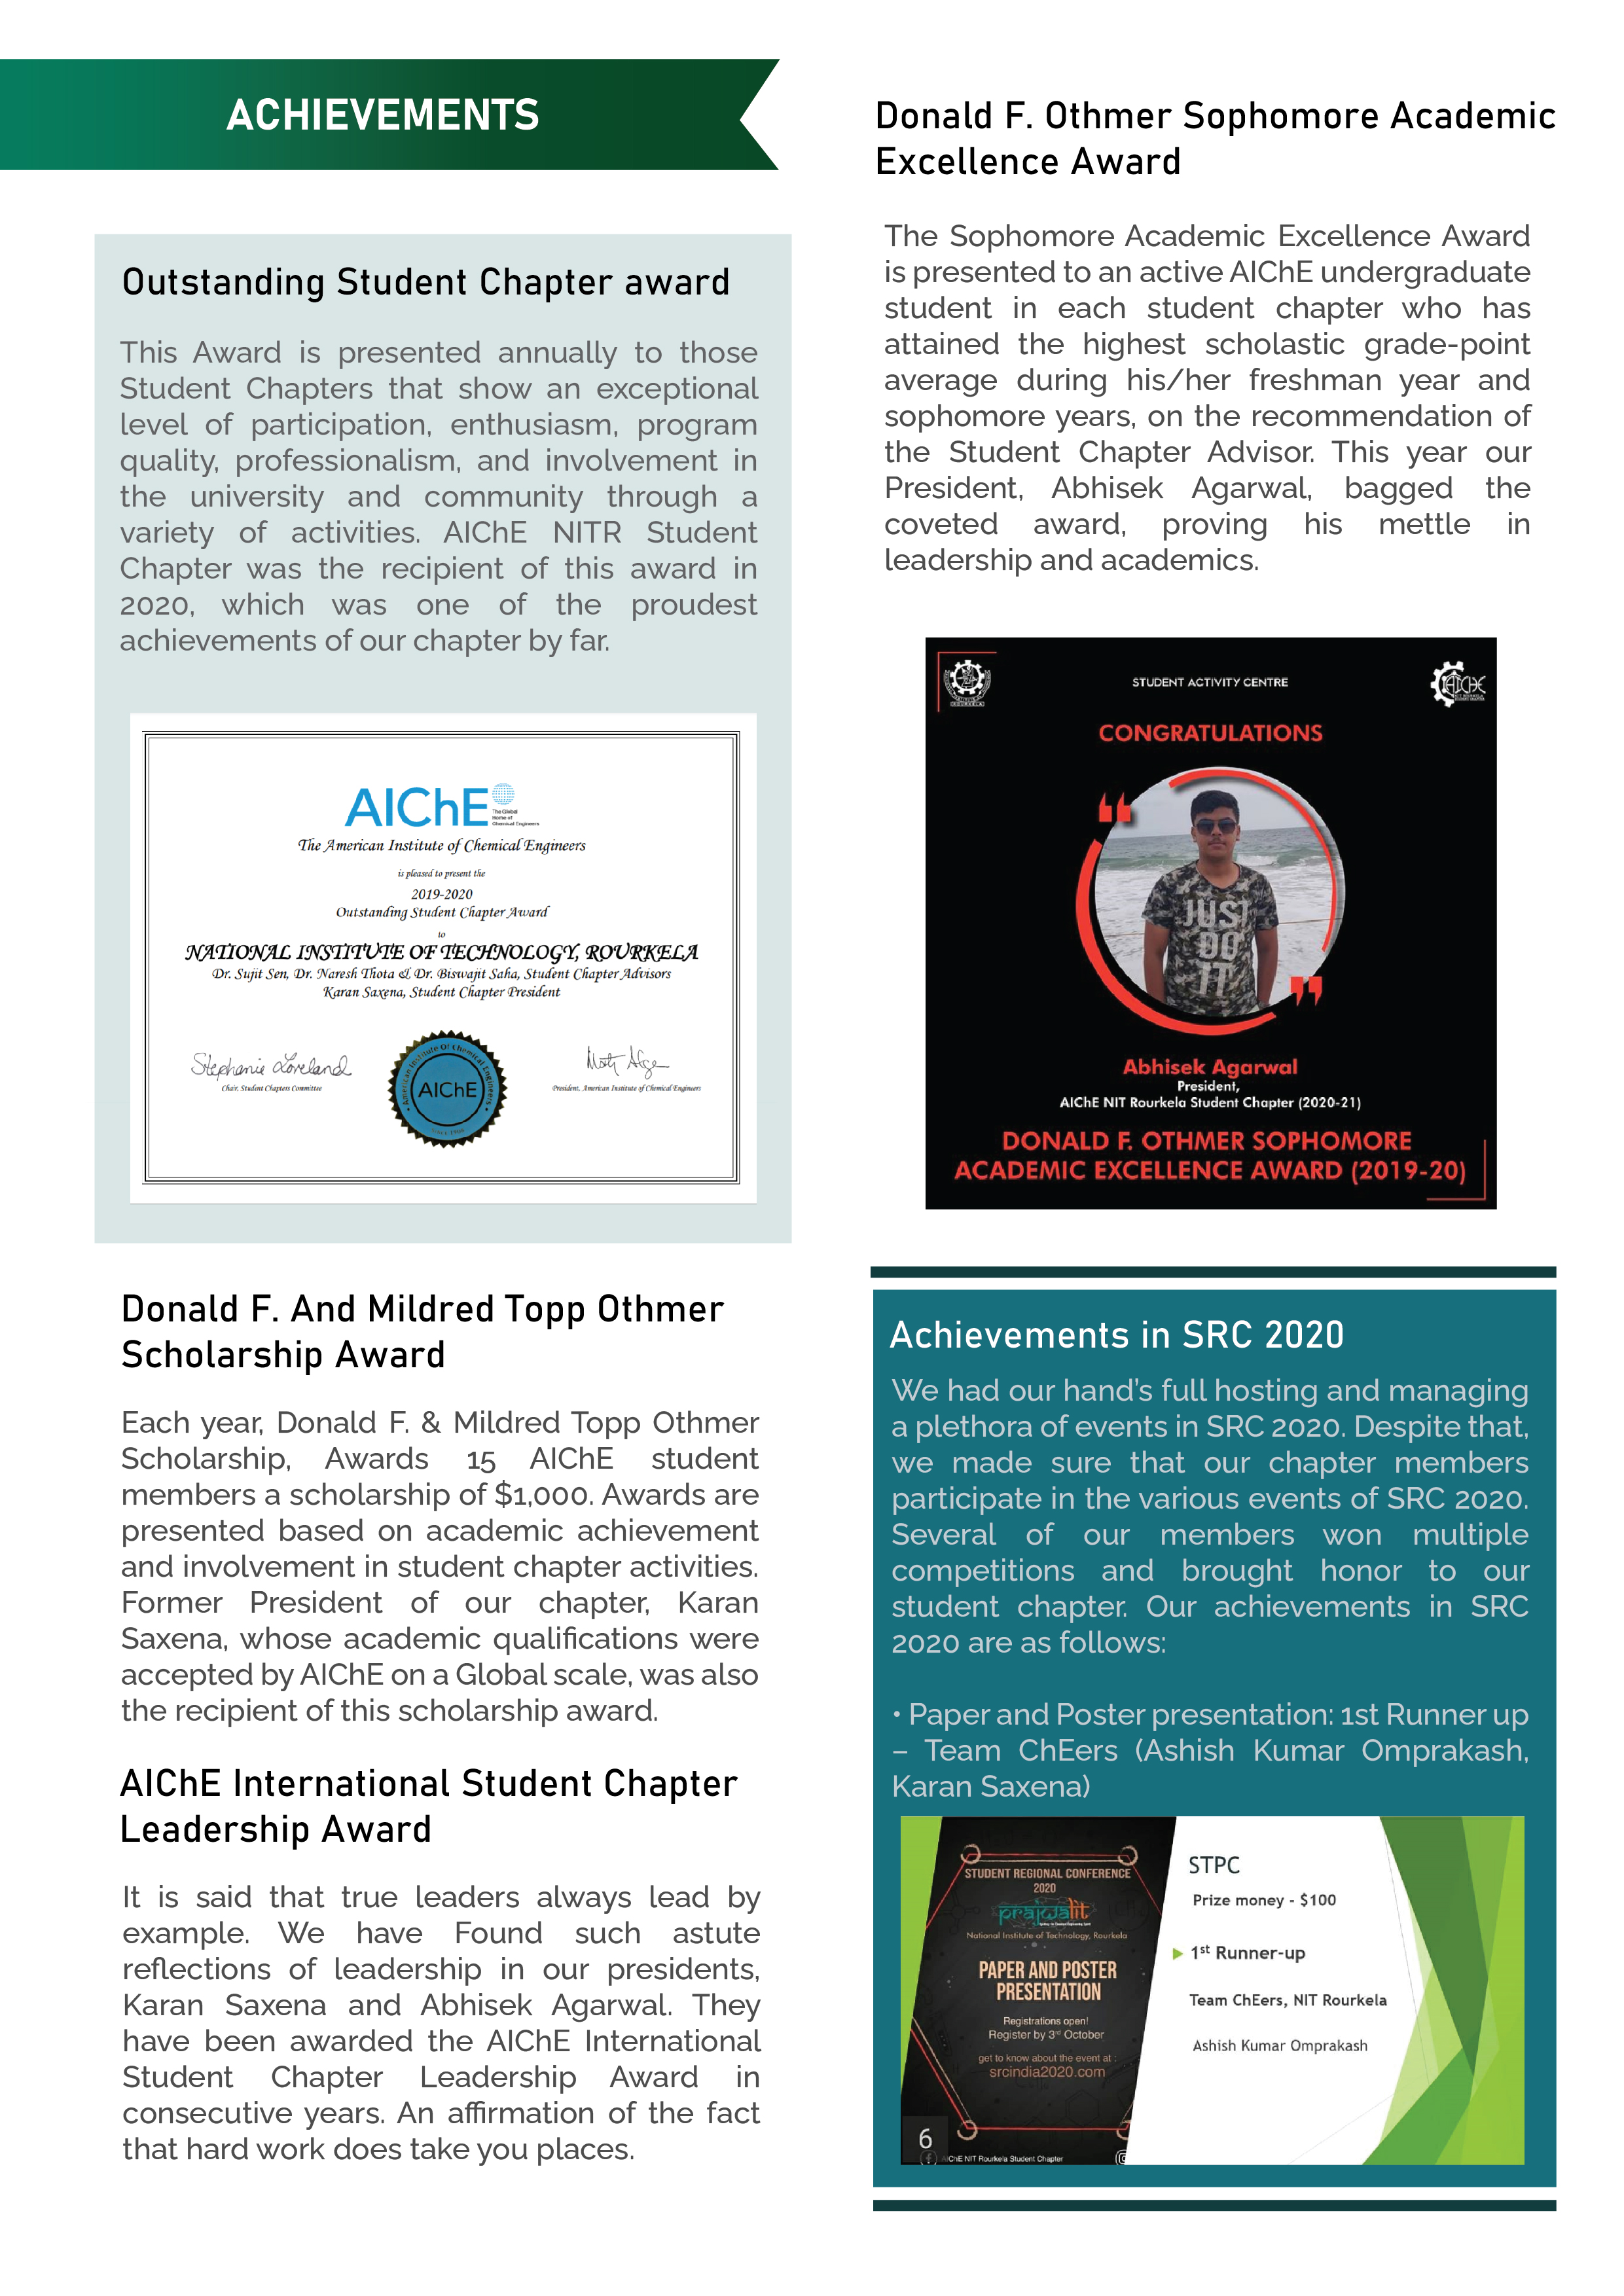 ACHIEVEMENTS
Outstanding Student Chapter award
This Award is presented annually to those
Student Chapters that show an exceptional
level of participation, enthusiasm, program
quality, professionalism, and involvement in
the university and community through a
variety of activities. AIChE NITR Student
Chapter was the recipient of this award in
2020, which was one of the proudest
achievements of our chapter by far.
AIChE
The Global
Home of
Chemical Engineers
The American Institute of Chemical Engineers
is pleased to present the
2019-2020
Outstanding Student Chapter Award
to
NATIONAL INSTITUTE OF TECHNOLOGY, ROURKELA
Dr. Sujit Sen, Dr. Naresh Thota & Dr. Biswajit Saha, Student Chapter Advisors
Karan Saxena, Student Chapter President
Stephanie Loveland
Chair, Student Chapters Committee
American Institute Of Chemical Engineers
AIChE
President, American Institute of Chemical Engineers
Donald F. And Mildred Topp Othmer
Scholarship Award
Each year, Donald F. & Mildred Topp Othmer
Scholarship, Awards 15 AIChE student
members a scholarship of $1,000. Awards are
presented based on academic achievement
and involvement in student chapter activities.
Former President of our chapter, Karan
Saxena, whose academic qualifications were
accepted by AIChE on a Global scale, was also
the recipient of this scholarship award.
AIChE International Student Chapter
Leadership Award
It is said that true leaders always lead by
example. We have Found such astute
reflections of leadership in our presidents,
Karan Saxena and Abhisek Agarwal. They
have been awarded the AIChE International
Student Chapter Leadership Award in
consecutive years. An affirmation of the fact
that hard work does take you places.
Donald F. Othmer Sophomore Academic
Excellence Award
The Sophomore Academic Excellence Award
is presented to an active AIChE undergraduate
student in each student chapter who has
attained the highest scholastic grade-point
average during his/her freshman year and
sophomore years, on the recommendation of
the Student Chapter Advisor. This year our
President, Abhisek Agarwal, bagged the
coveted award, proving his mettle in
leadership and academics.
STUDENT ACTIVITY CENTRE
AIChE
CONGRATULATIONS
JUST
DO
IT
Abhisek Agarwal
President,
AIChE NIT Rourkela Student Chapter (2020-21)
DONALD F. OTHMER SOPHOMORE
ACADEMIC EXCELLENCE AWARD (2019-20)
Achievements in SRC 2020
We had our hand's full hosting and managing
a plethora of events in SRC 2020. Despite that,
we made sure that our chapter members
participate in the various events of SRC 2020.
Several of our members won multiple
competitions and brought honor to our
student chapter. Our achievements in SRC
2020 are as follows:
• Paper and Poster presentation: 1st Runner up
– Team ChEers (Ashish Kumar Omprakash,
Karan Saxena)
STUDENT REGIONAL CONFERENCE
2020
prajwalit
National Institute of Technology, Rourkela
PAPER AND POSTER
PRESENTATION
Registrations open!
Register by 3rd October
get to know about the event at :
srcindia2020.com
6
AIChE NIT Rourkela Student Chapter
STPC
Prize money - $100
1st Runner-up
Team ChEers, NIT Rourkela
Ashish Kumar Omprakash